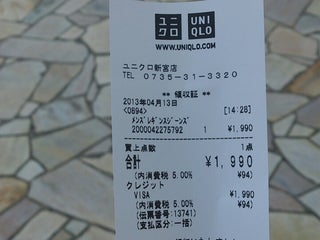 ユニクロ
UNIQLO
WWW.UNIQLO.COM
ユニクロ新宮店
TEL 0735-31-3320
** 領収証 **
2013年04月13日
<0694> [14:28]
ﾒﾝｽﾞﾚｷﾞﾝｽｼﾞｰﾝｽﾞ
2000042275792 1 ¥1,990
買上点数 1点
合計 ¥1,990
(内消費税 5.00% ¥94)
クレジット
VISA ¥1,990
(内消費税 5.00% ¥94)
(伝票番号:13741)
(支払区分:一括)